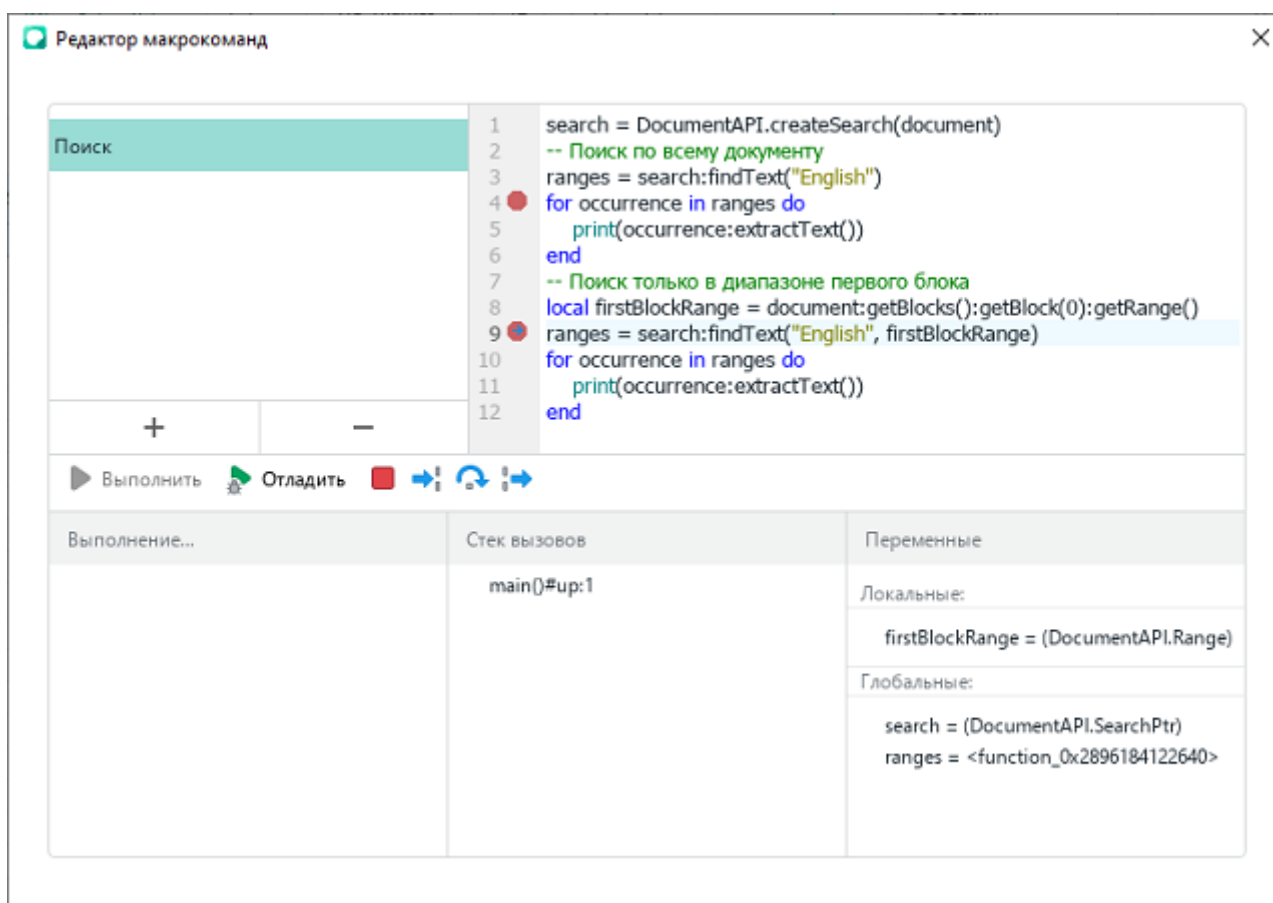 Редактор макрокоманд
Поиск
1 search = DocumentAPI.createSearch(document)
2 -- Поиск по всему документу
3 ranges = search:findText("English")
4 for occurrence in ranges do
5 print(occurrence:extractText())
6 end
7 -- Поиск только в диапазоне первого блока
8 local firstBlockRange = document:getBlocks():getBlock(0):getRange()
9 ranges = search:findText("English", firstBlockRange)
10 for occurrence in ranges do
11 print(occurrence:extractText())
12 end
+ −
Выполнить Отладить
Выполнение... Стек вызовов Переменные
main()#up:1
Локальные:
firstBlockRange = (DocumentAPI.Range)
Глобальные:
search = (DocumentAPI.SearchPtr)
ranges = <function_0x2896184122640>